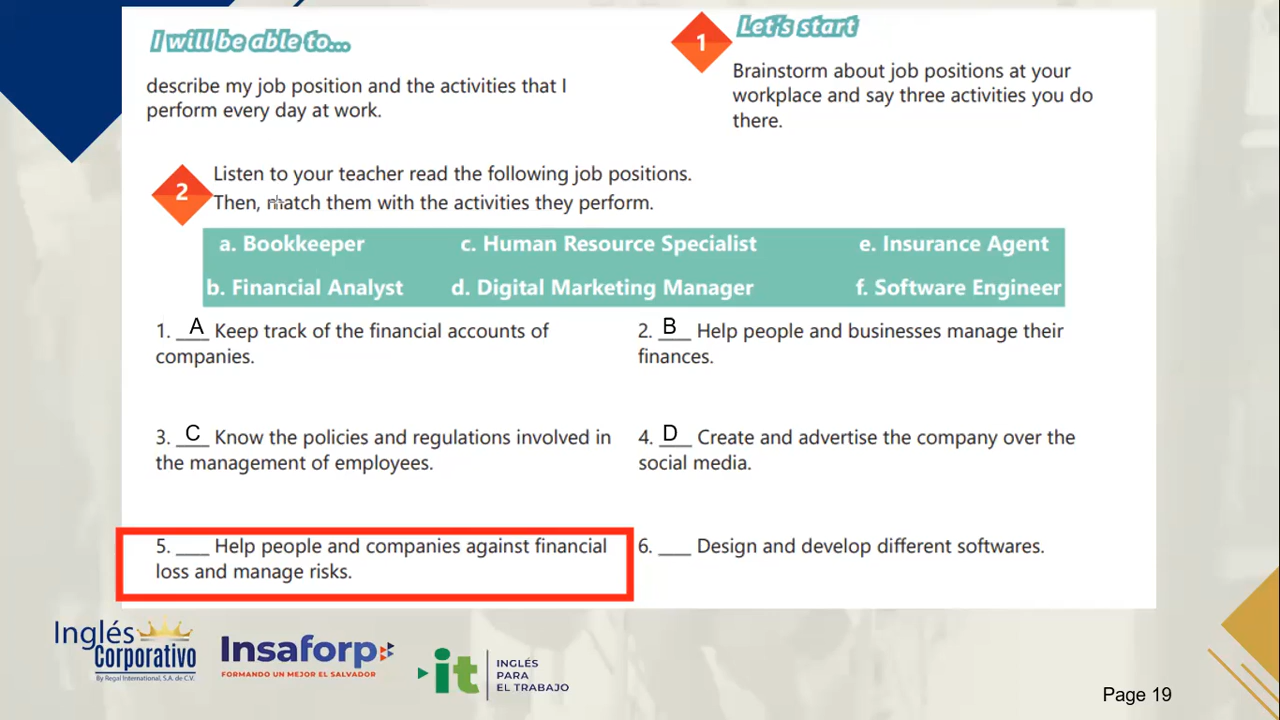 I will be able to...
describe my job position and the activities that I
perform every day at work.
1
Let's start
Brainstorm about job positions at your
workplace and say three activities you do
there.
2
Listen to your teacher read the following job positions.
Then, match them with the activities they perform.
a. Bookkeeper c. Human Resource Specialist e. Insurance Agent
b. Financial Analyst d. Digital Marketing Manager f. Software Engineer
1. A Keep track of the financial accounts of
companies.
2. B Help people and businesses manage their
finances.
3. C Know the policies and regulations involved in
the management of employees.
4. D Create and advertise the company over the
social media.
5. ___ Help people and companies against financial
loss and manage risks.
6. ___ Design and develop different softwares.
Inglés
Corporativo
By Regal International, S.A. de C.V.
Insaforp
FORMANDO UN MEJOR EL SALVADOR
it
INGLÉS
PARA
EL TRABAJO
Page 19